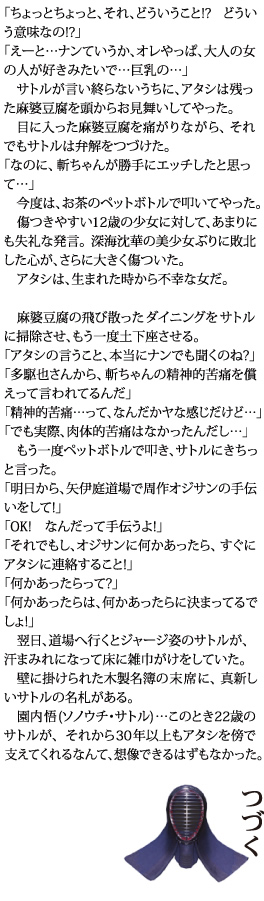 「ちょっとちょっと、それ、どういうこと!?　どうい
う意味なの!?」
「えーと…ナンていうか、オレやっぱ、大人の女
の人が好きみたいで…巨乳の…」
　サトルが言い終らないうちに、アタシは残っ
た麻婆豆腐を頭からお見舞いしてやった。
　目に入った麻婆豆腐を痛がりながら、それ
でもサトルは弁解をつづけた。
「なのに、斬ちゃんが勝手にエッチしたと思っ
て…」
　今度は、お茶のペットボトルで叩いてやった。
　傷つきやすい12歳の少女に対して、あまりに
も失礼な発言。深海沈華の美少女ぶりに敗北
した心が、さらに大きく傷ついた。
　アタシは、生まれた時から不幸な女だ。

　麻婆豆腐の飛び散ったダイニングをサトル
に掃除させ、もう一度土下座させる。
「アタシの言うこと、本当にナンでも聞くのね?」
「多駆也さんから、斬ちゃんの精神的苦痛を償
えって言われてるんだ」
「精神的苦痛…って、なんだかヤな感じだけど…」
「でも実際、肉体的苦痛はなかったんだし…」
　もう一度ペットボトルで叩き、サトルにきちっ
と言った。
「明日から、矢伊庭道場で周作オジサンの手伝
いをして!」
「OK!　なんだって手伝うよ!」
「それでもし、オジサンに何かあったら、すぐに
アタシに連絡すること!」
「何かあったらって?」
「何かあったらは、何かあったらに決まってるで
しょ!」
　翌日、道場へ行くとジャージ姿のサトルが、
汗まみれになって床に雑巾がけをしていた。
　壁に掛けられた木製名簿の末席に、真新し
いサトルの名札がある。
　園内悟(ソノウチ・サトル)…このとき22歳の
サトルが、それから30年以上もアタシを傍で
支えてくれるなんて、想像できるはずもなかった。
つづく